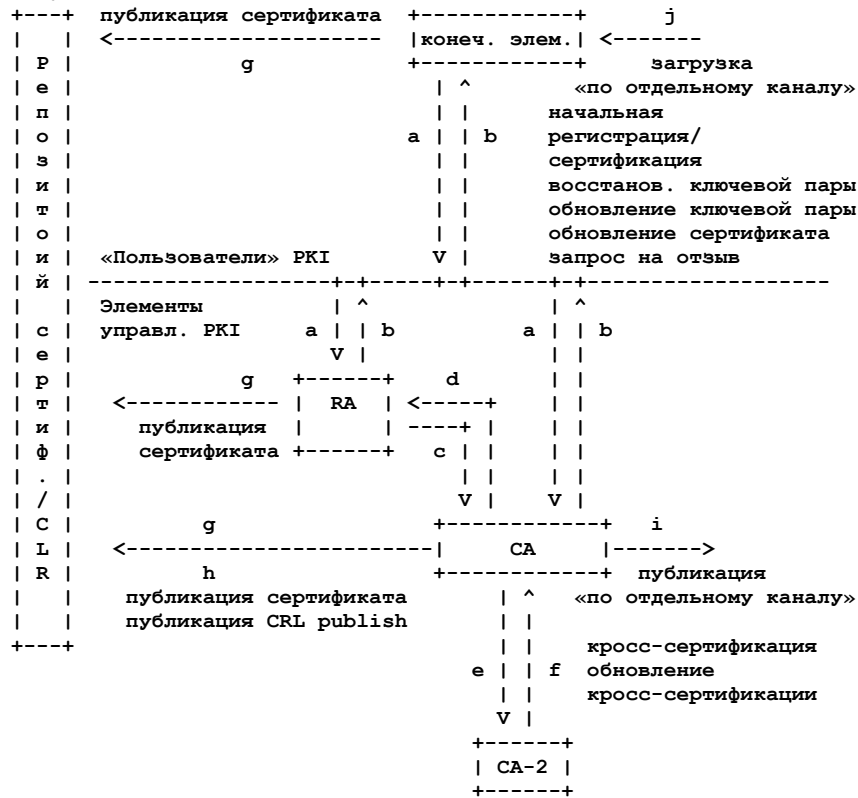 +---+  публикация сертификата  +------------+     j
|   |  <--------------------- |конеч. элем.| <-------
| Р |            g             +------------+     загрузка
| е |                            | ^       «по отдельному каналу»
| п |                            | |     начальная
| о |                          a | | b   регистрация/
| з |                            | |     сертификация
| и |                            | |     восстанов. ключевой пары
| т |                            | |     обновление ключевой пары
| о |                            | |     обновление сертификата
| и |  «Пользователи» PKI        V |     запрос на отзыв
| й | -------------------+-+-----+-+------+-+-------------------
|   |  Элементы          | ^              | ^
| с |  управл. PKI     a | | b          a | | b
| е |                    V |              | |
| р |            g   +------+    d        | |
| т |   <------------ |  RA  | <-----+    | |
| и |     публикация  |      | ----+ |    | |
| ф |     сертификата +------+   c | |    | |
| . |                              | |    | |
| / |                              V |    V |
| C |          g                 +------------+   i
| L |   <------------------------|     CA     |------->
| R |          h                 +------------+  публикация
|   |    публикация сертификата      | ^   «по отдельному каналу»
|   |    публикация CRL publish      | |
+---+                                | |    кросс-сертификация
                                   e | | f  обновление
                                     | |    кросс-сертификации
                                     V |
                                   +------+
                                   | CA-2 |
                                   +------+